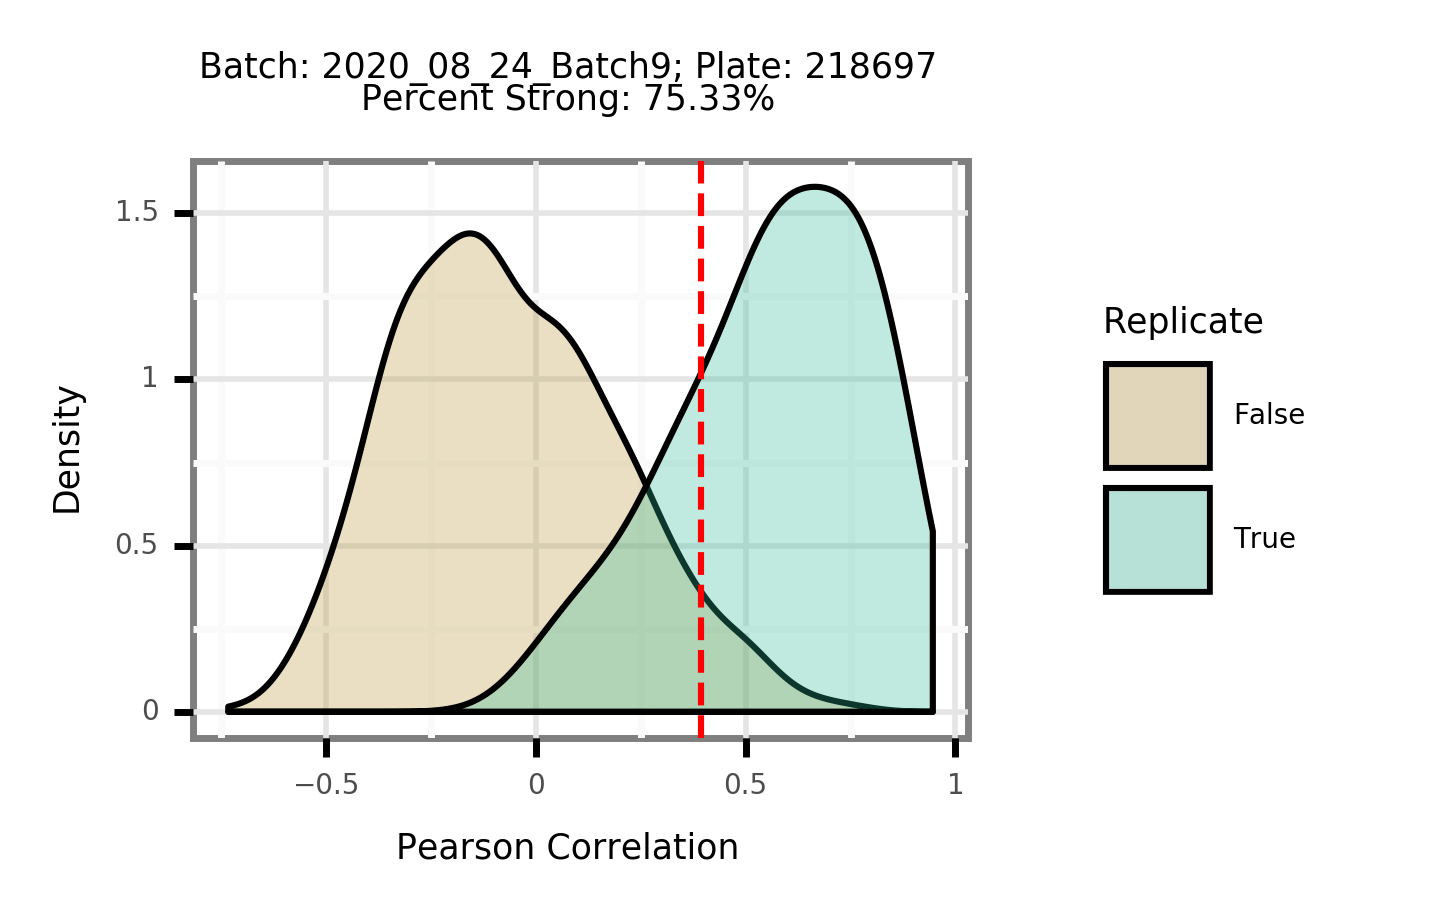 Batch: 2020_08_24_Batch9; Plate: 218697
Percent Strong: 75.33%
1.5
1
0.5
0
Density
−0.5
0
0.5
1
Pearson Correlation
Replicate
False
True